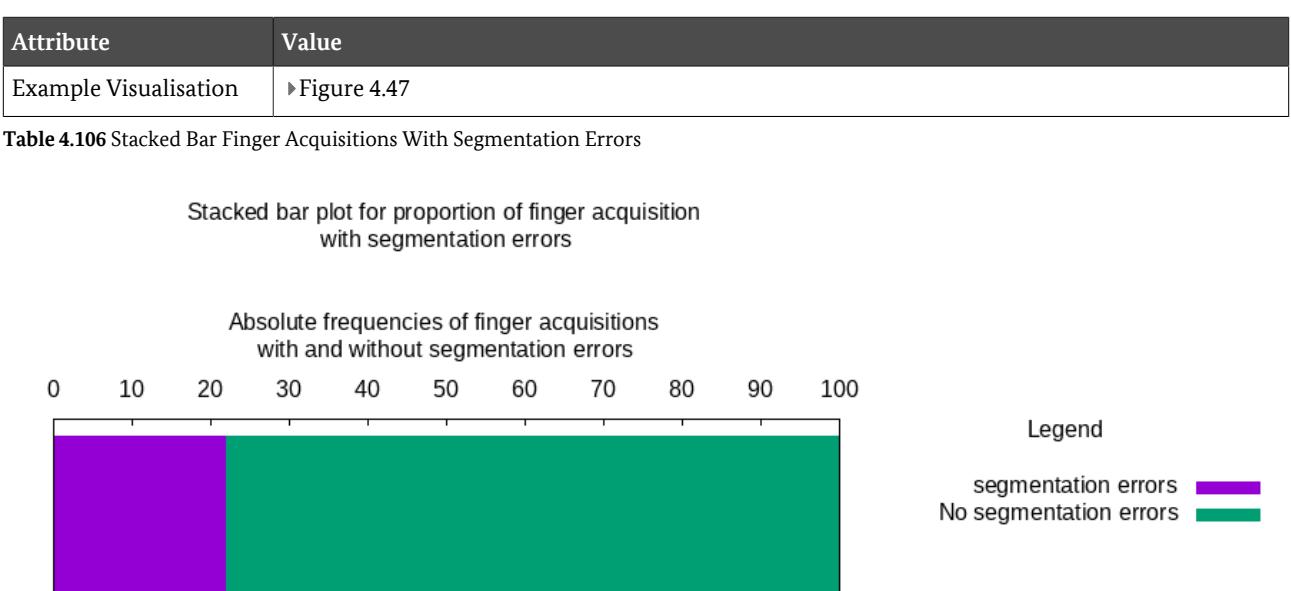 Attribute Value
Example Visualisation Figure 4.47
Table 4.106 Stacked Bar Finger Acquisitions With Segmentation Errors
Stacked bar plot for proportion of finger acquisition
with segmentation errors
Absolute frequencies of finger acquisitions
with and without segmentation errors
0 10 20 30 40 50 60 70 80 90 100
Legend
segmentation errors
No segmentation errors